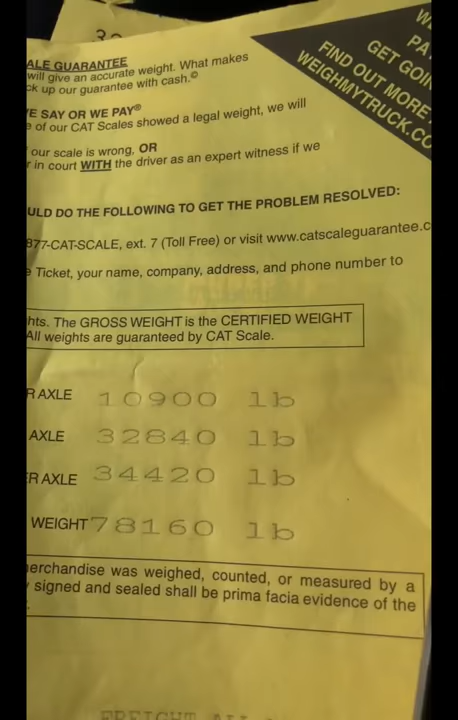 ALE GUARANTEE
will give an accurate weight. What makes
ck up our guarantee with cash.©
E SAY OR WE PAY®
e of our CAT Scales showed a legal weight, we will
our scale is wrong, OR
r in court WITH the driver as an expert witness if we
GET GOI
FIND OUT MORE
WEIGHMYTRUCK.CO
ULD DO THE FOLLOWING TO GET THE PROBLEM RESOLVED:
877-CAT-SCALE, ext. 7 (Toll Free) or visit www.catscaleguarantee.c
e Ticket, your name, company, address, and phone number to
hts. The GROSS WEIGHT is the CERTIFIED WEIGHT
All weights are guaranteed by CAT Scale.
R AXLE 10900 lb
AXLE 32840 lb
ER AXLE 34420 lb
WEIGHT 78160 lb
erchandise was weighed, counted, or measured by a
signed and sealed shall be prima facia evidence of the
FREIGHT ALL